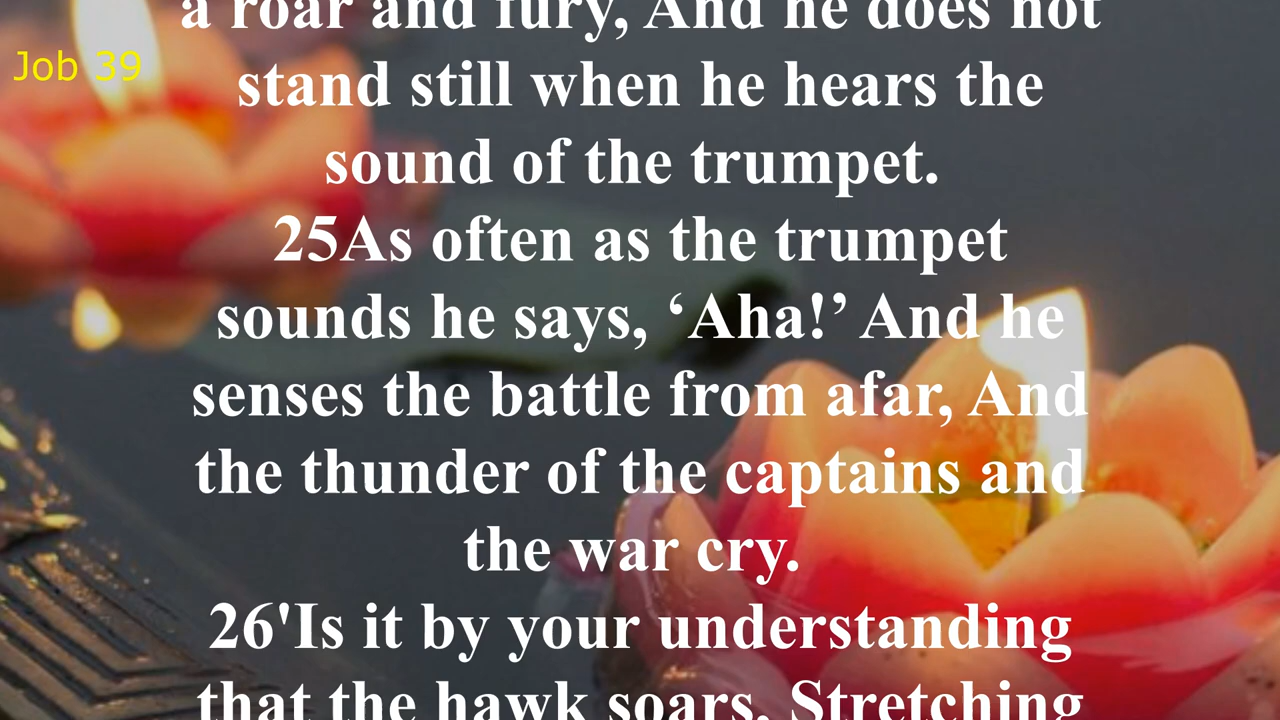 a roar and fury, And he does not
Job 39
stand still when he hears the
sound of the trumpet.
25As often as the trumpet
sounds he says, ‘Aha!’ And he
senses the battle from afar, And
the thunder of the captains and
the war cry.
26'Is it by your understanding
that the hawk soars, Stretching